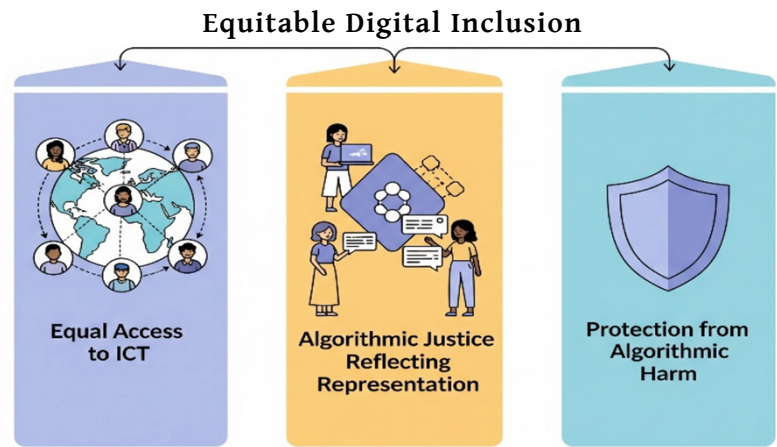 Equitable Digital Inclusion
Equal Access
to ICT
Algorithmic Justice
Reflecting
Representation
Protection from
Algorithmic
Harm